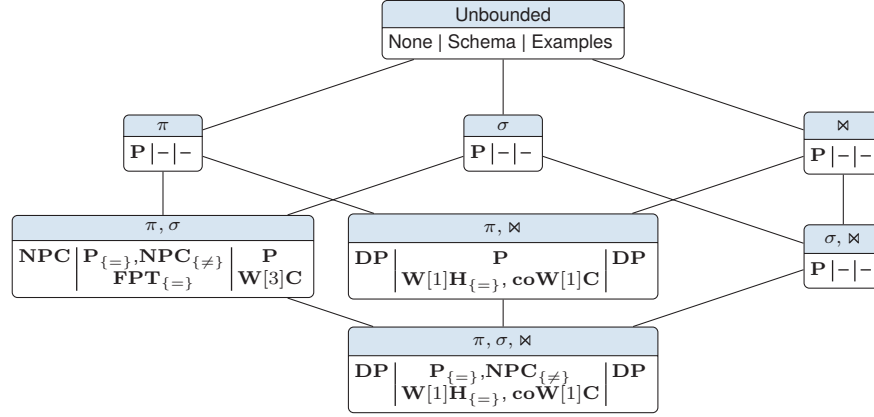 Unbounded
None | Schema | Examples
π
P | – | –
σ
P | – | –
⋈
P | – | –
π, σ
NPC | P{=},NPC{≠} | P
FPT{=} | W[3]C
π, ⋈
DP | P | DP
W[1]H{=}, coW[1]C
σ, ⋈
P | – | –
π, σ, ⋈
DP | P{=},NPC{≠} | DP
W[1]H{=}, coW[1]C